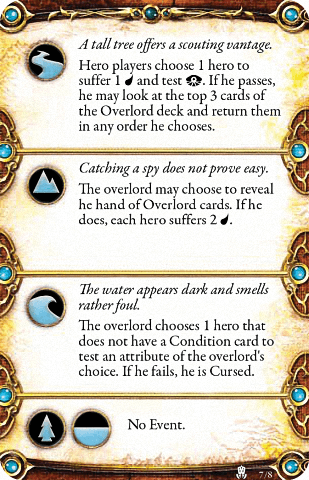 A tall tree offers a scouting vantage.
Hero players choose 1 hero to
suffer 1 and test . If he passes,
he may look at the top 3 cards of
the Overlord deck and return them
in any order he chooses.
Catching a spy does not prove easy.
The overlord may choose to reveal
he hand of Overlord cards. If he
does, each hero suffers 2 .
The water appears dark and smells
rather foul.
The overlord chooses 1 hero that
does not have a Condition card to
test an attribute of the overlord's
choice. If he fails, he is Cursed.
No Event.
7/8